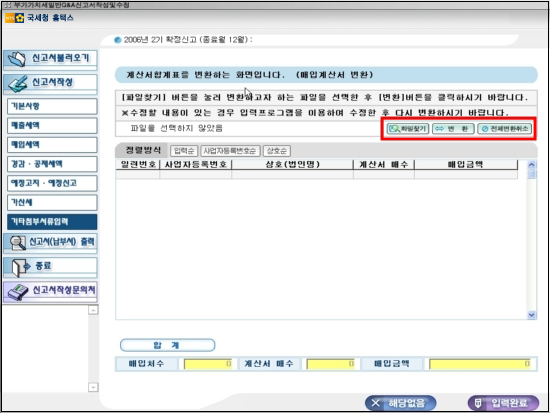 부가가치세일반Q&A신고서작성및수정
국세청 홈택스
2006년 2기 확정신고 (종료월 12월) :
신고서불러오기
신고서작성
기본사항
매출세액
매입세액
경감 · 공제세액
예정고지 · 예정신고
가산세
기타첨부서류입력
신고서(납부서) 출력
종료
신고서작성문의처
계산서합계표를 변환하는 화면입니다. (매입계산서 변환)
[파일찾기] 버튼을 눌러 변환하고자 하는 파일을 선택한 후 [변환]버튼을 클릭하시기 바랍니다.
※수정할 내용이 있는 경우 입력프로그램을 이용하여 수정한 후 다시 변환하시기 바랍니다.
파일를 선택하지 않았음
파일찾기 변 환 전체변환취소
정렬방식 입력순 사업자등록번호순 상호순
일련번호 사업자등록번호 상호(법인명) 계산서 매수 매입금액
합 계
매입처수 0 계산서 매수 0 매입금액 0
해당없음 입력완료